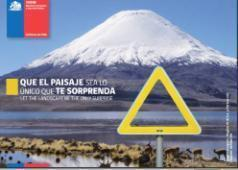 QUE EL PAISAJE SEA LO
ÚNICO QUE TE SORPRENDA
LET THE LANDSCAPE BE THE ONLY SURPRISE